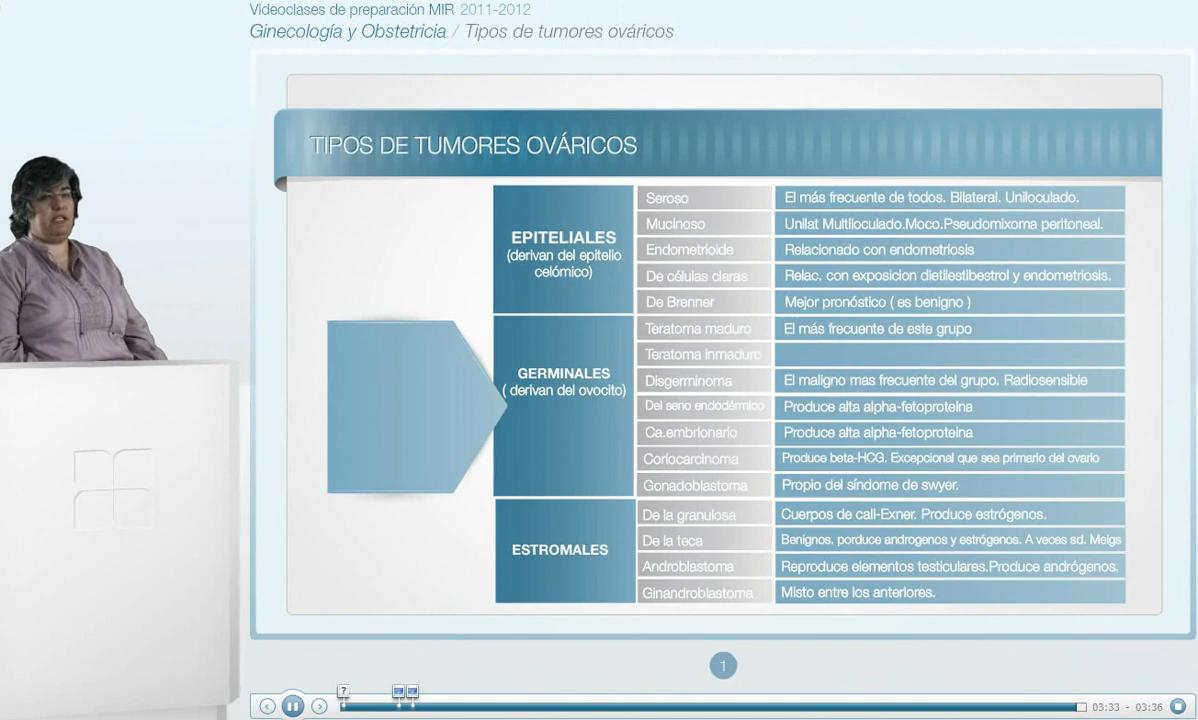 Videoclases de preparación MIR 2011-2012
Ginecología y Obstetricia / Tipos de tumores ováricos
TIPOS DE TUMORES OVÁRICOS
EPITELIALES
(derivan del epitelio
celómico)
Seroso El más frecuente de todos. Bilateral. Uniloculado.
Mucinoso Unilat Multiloculado.Moco.Pseudomixoma peritoneal.
Endometrioide Relacionado con endometriosis
De células claras Relac. con exposicion dietilestibestrol y endometriosis.
De Brenner Mejor pronóstico ( es benigno )
GERMINALES
( derivan del ovocito)
Teratoma maduro El más frecuente de este grupo
Teratoma inmaduro
Disgerminoma El maligno mas frecuente del grupo. Radiosensible
Del seno endodérmico Produce alta alpha-fetoproteina
Ca.embrionario Produce alta alpha-fetoproteina
Coriocarcinoma Produce beta-HCG. Excepcional que sea primario del ovario
Gonadoblastoma Propio del síndome de swyer.
ESTROMALES
De la granulosa Cuerpos de call-Exner. Produce estrógenos.
De la teca Benignos. porduce androgenos y estrógenos. A veces sd. Meigs
Androblastoma Reproduce elementos testiculares.Produce andrógenos.
Ginandroblastoma Misto entre los anteriores.
1
?
03:33 - 03:36